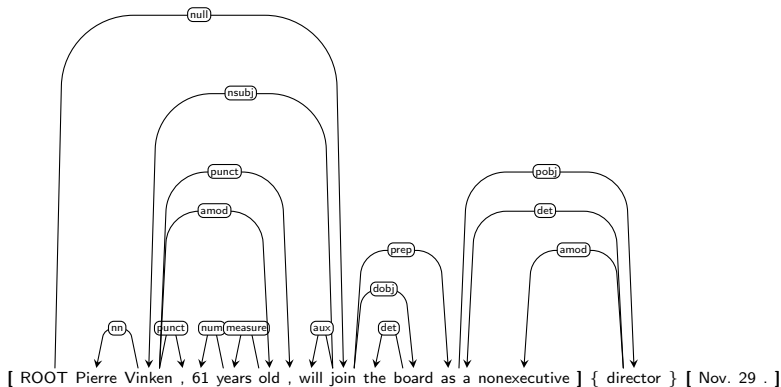 null
nsubj
punct
pobj
amod
det
prep
amod
dobj
nn
punct
num
measure
aux
det
[ ROOT Pierre Vinken , 61 years old , will join the board as a nonexecutive ] { director } [ Nov. 29 . ]